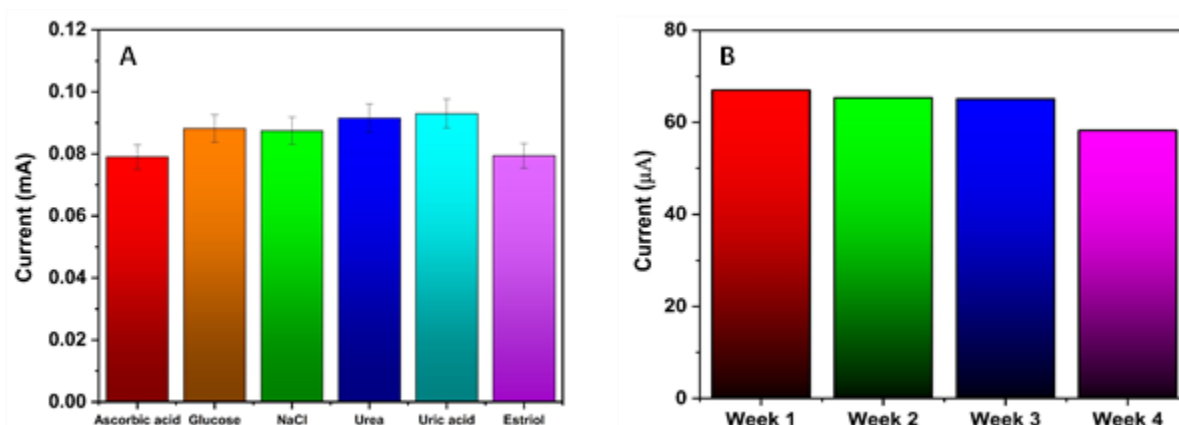 A
Current (mA)
0.12
0.10
0.08
0.06
0.04
0.02
0.00
Ascorbic acid Glucose NaCl Urea Uric acid Estriol
B
Current (μA)
80
60
40
20
0
Week 1 Week 2 Week 3 Week 4